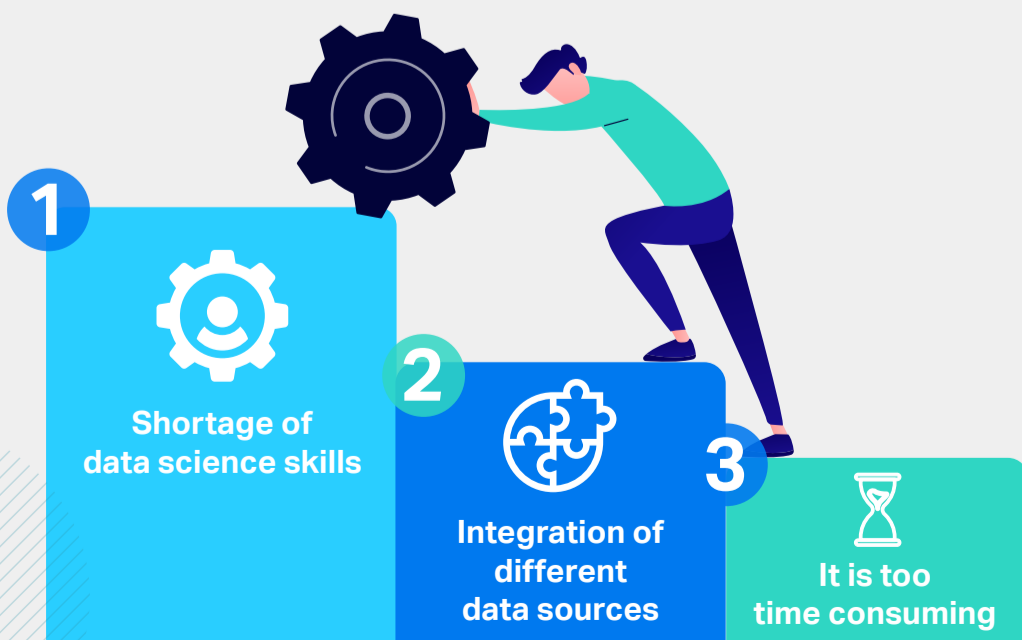 1
Shortage of
data science skills
2
Integration of
different
data sources
3
It is too
time consuming